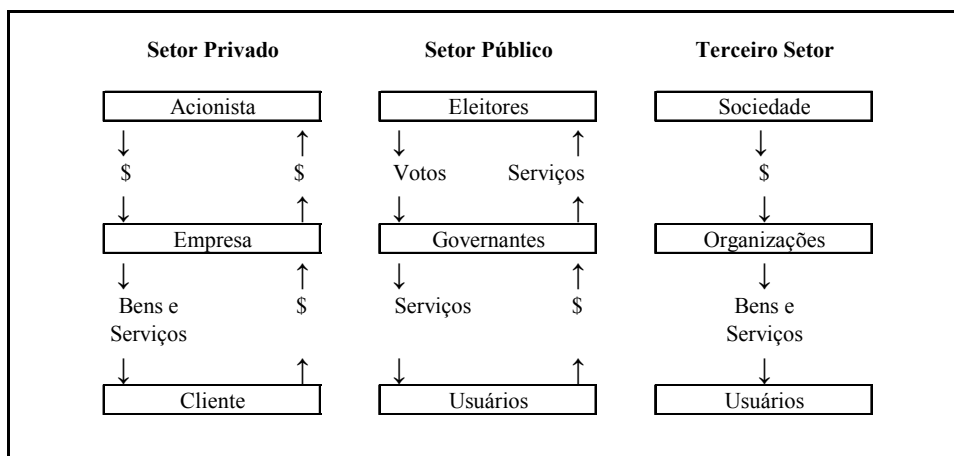 Setor Privado Setor Público Terceiro Setor
Acionista Eleitores Sociedade
↓ ↑ ↓ ↑ ↓
$ $ Votos Serviços $
↓ ↑ ↓ ↑ ↓
Empresa Governantes Organizações
↓ ↑ ↓ ↑ ↓
Bens e $ Serviços $ Bens e
Serviços Serviços
↓ ↑ ↓ ↑ ↓
Cliente Usuários Usuários